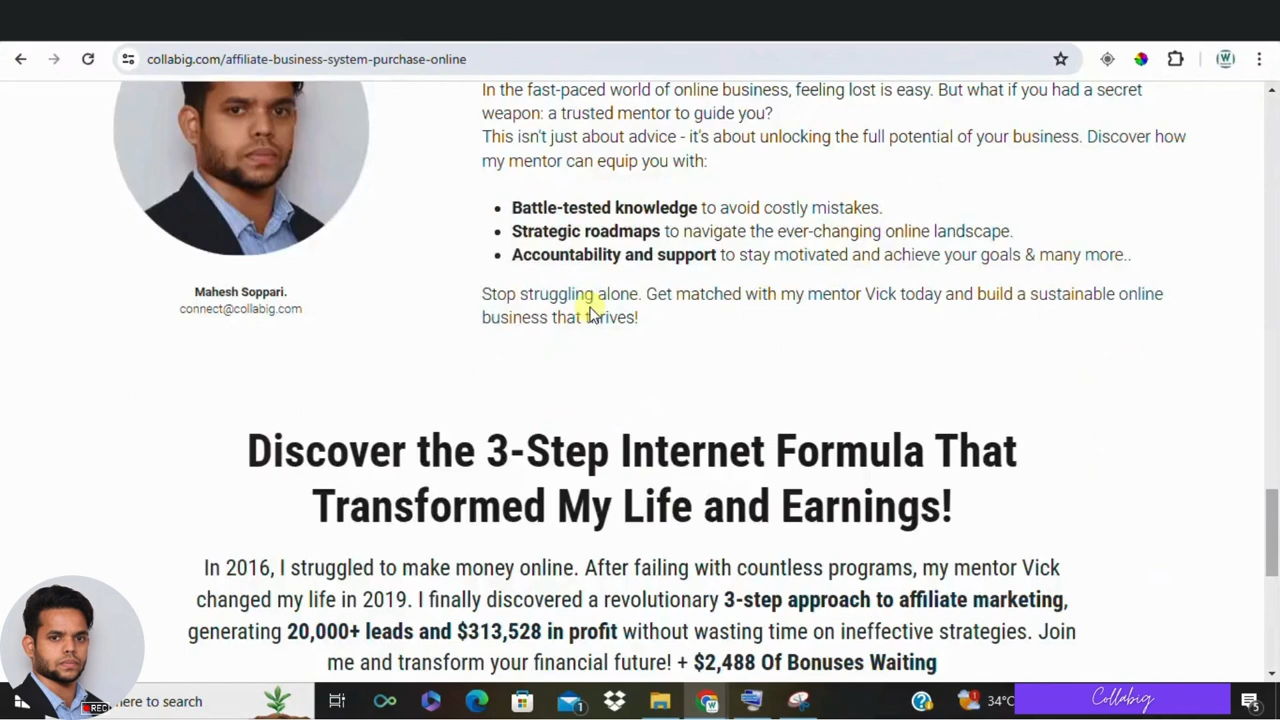 collabig.com/affiliate-business-system-purchase-online
In the fast-paced world of online business, feeling lost is easy. But what if you had a secret
weapon: a trusted mentor to guide you?
This isn't just about advice - it's about unlocking the full potential of your business. Discover how
my mentor can equip you with:
• Battle-tested knowledge to avoid costly mistakes.
• Strategic roadmaps to navigate the ever-changing online landscape.
• Accountability and support to stay motivated and achieve your goals & many more..
Mahesh Soppari.
connect@collabig.com
Stop struggling alone. Get matched with my mentor Vick today and build a sustainable online
business that thrives!
Discover the 3-Step Internet Formula That
Transformed My Life and Earnings!
In 2016, I struggled to make money online. After failing with countless programs, my mentor Vick
changed my life in 2019. I finally discovered a revolutionary 3-step approach to affiliate marketing,
generating 20,000+ leads and $313,528 in profit without wasting time on ineffective strategies. Join
me and transform your financial future! + $2,488 Of Bonuses Waiting
REC
here to search
1
34°C
Collabig
5